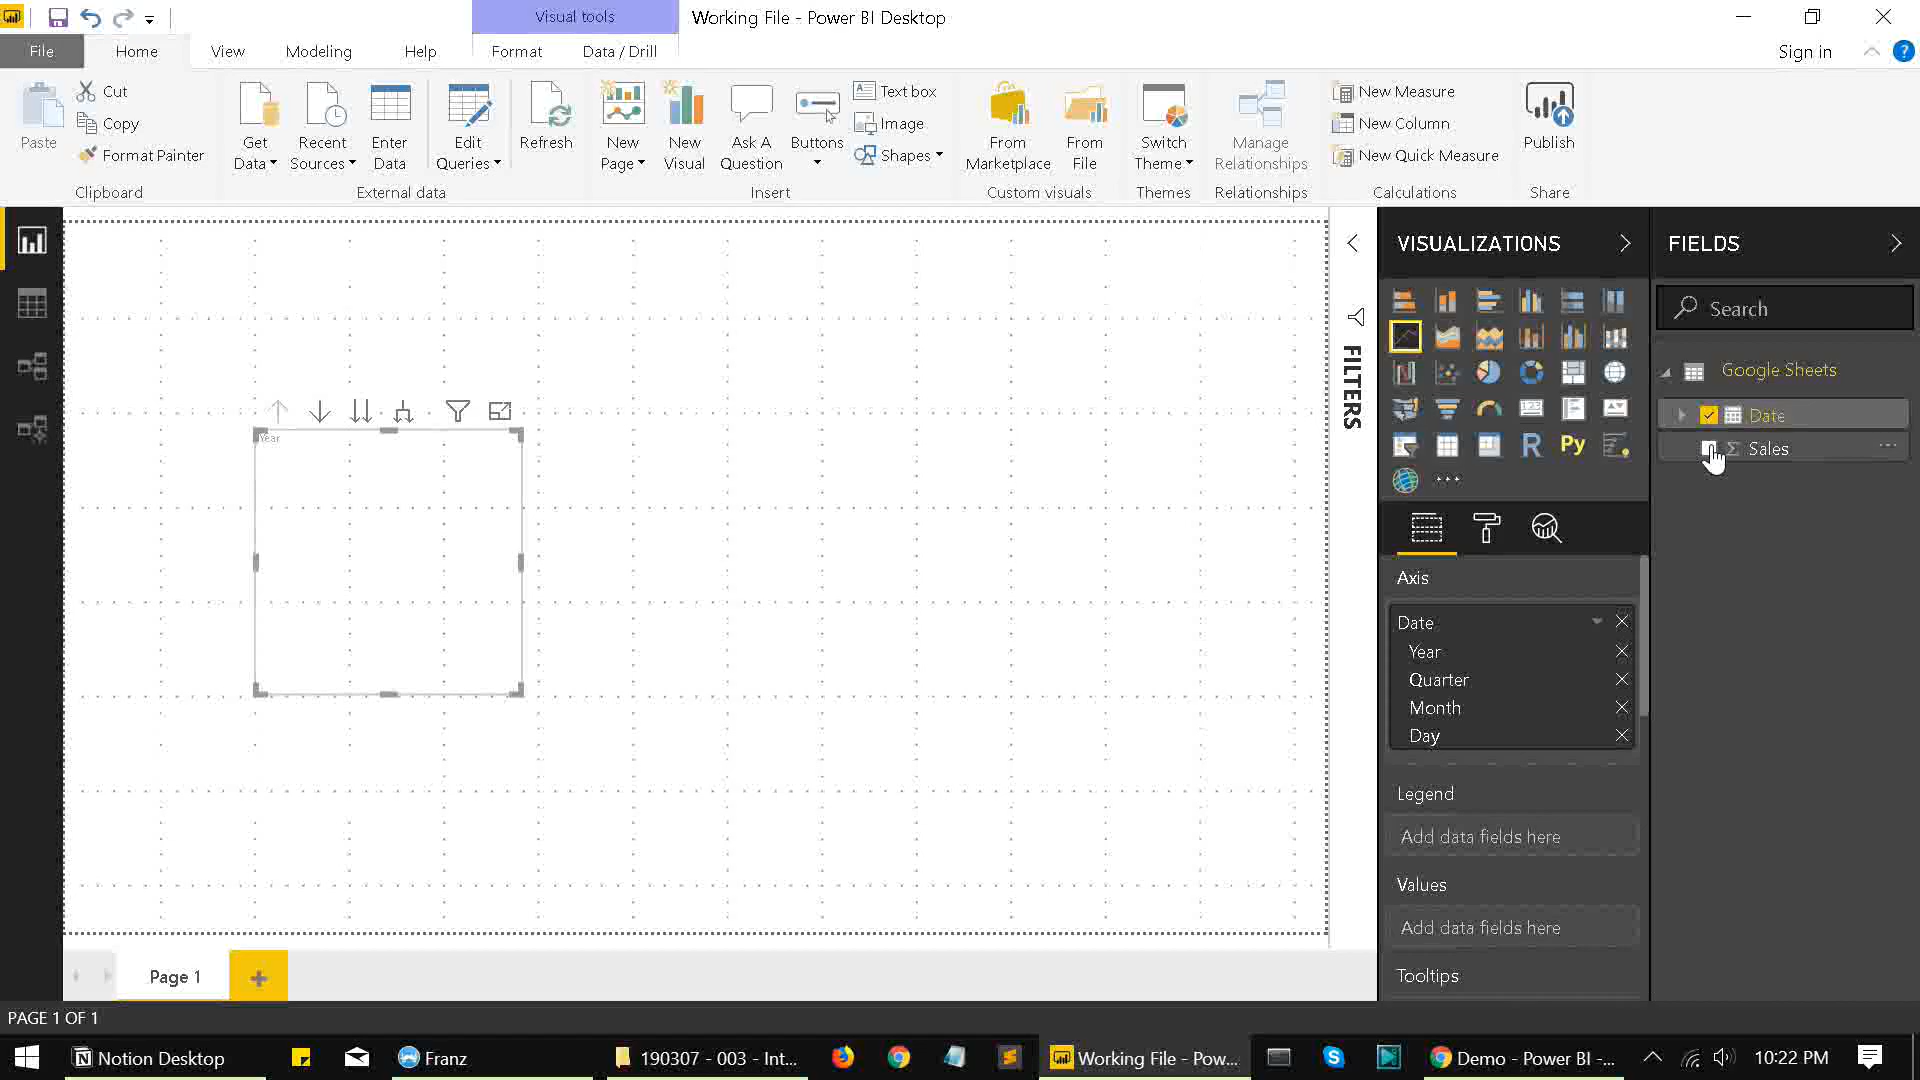 Visual tools
Working File - Power BI Desktop
File
Home
View
Modeling
Help
Format
Data / Drill
Sign in
?
Paste
Cut
Copy
Format Painter
Clipboard
Get Data
Recent Sources
Enter Data
Edit Queries
Refresh
External data
New Page
New Visual
Ask A Question
Buttons
Text box
Image
Shapes
Insert
From Marketplace
From File
Custom visuals
Switch Theme
Themes
Manage Relationships
Relationships
New Measure
New Column
New Quick Measure
Calculations
Publish
Share
Year
FILTERS
VISUALIZATIONS
R
Py
Axis
Date
Year
Quarter
Month
Day
Legend
Add data fields here
Values
Add data fields here
Tooltips
FIELDS
Search
Google Sheets
Date
Sales
Page 1
PAGE 1 OF 1
Notion Desktop
Franz
190307 - 003 - Int...
Working File - Pow...
Demo - Power BI -...
10:22 PM